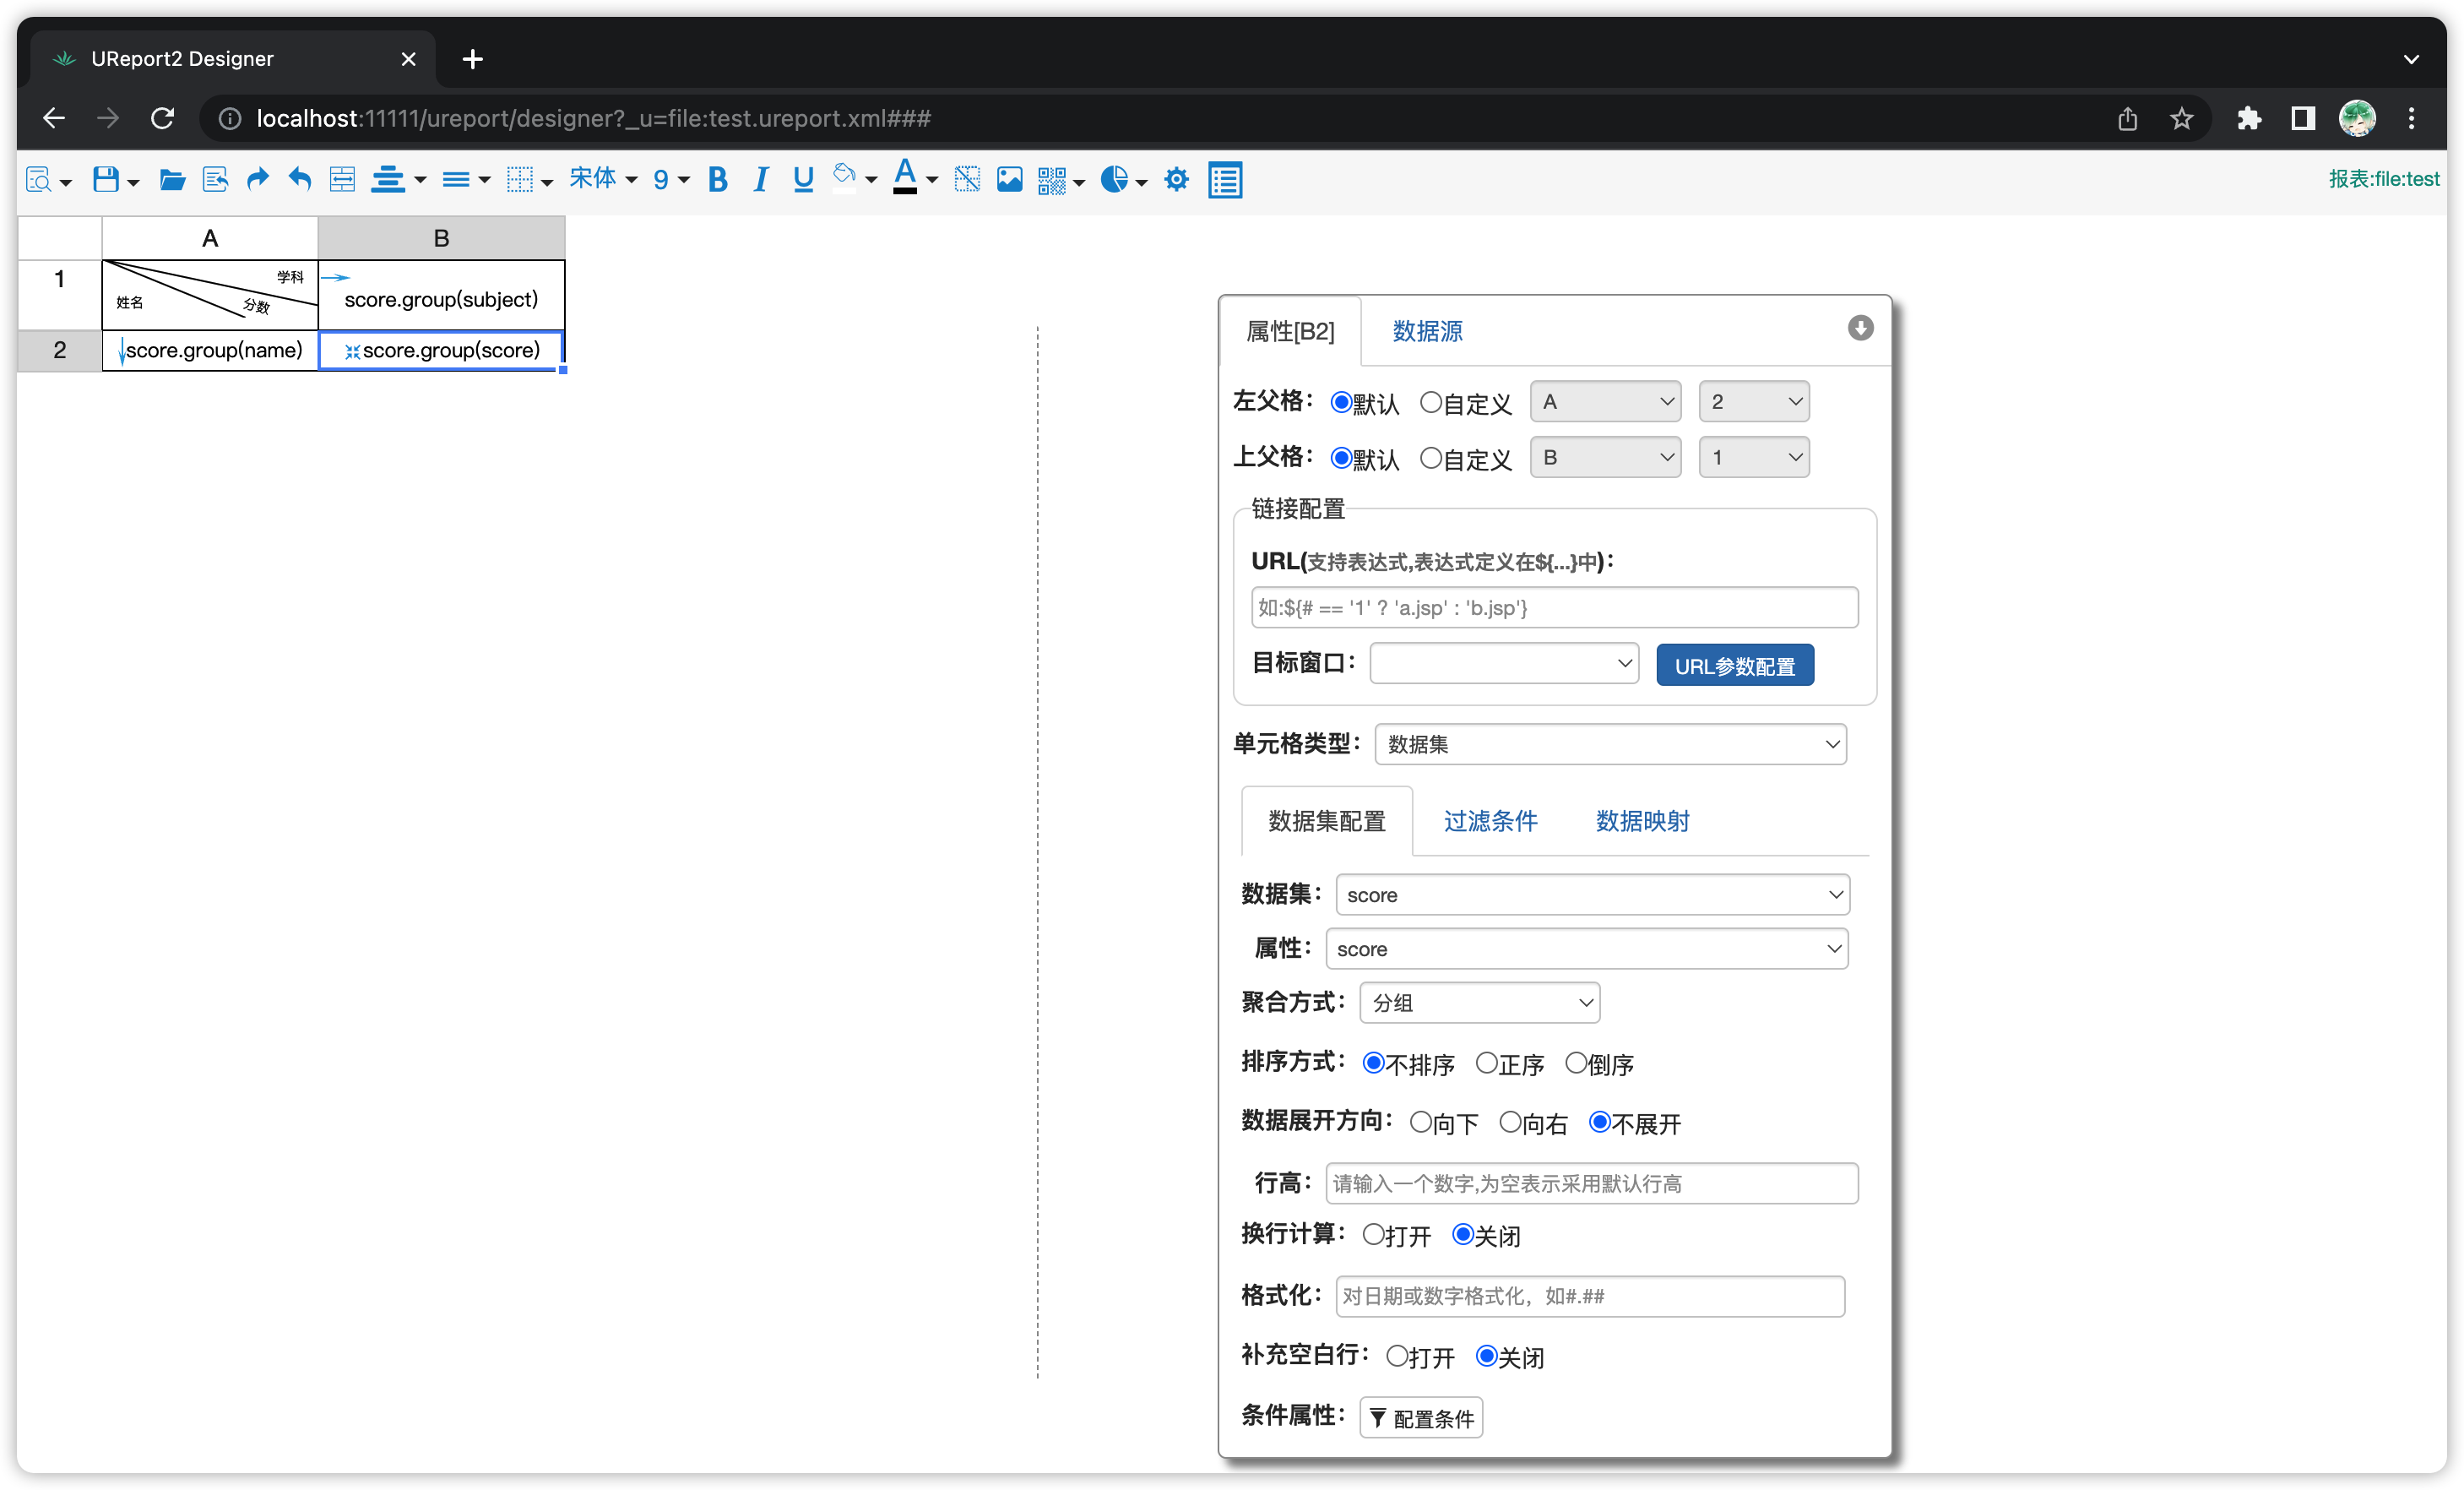 UReport2 Designer
localhost:11111/ureport/designer?_u=file:test.ureport.xml###
宋体 9 B I U A
报表:file:test
A B
1 学科 姓名 分数 score.group(subject)
2 score.group(name) score.group(score)
属性[B2] 数据源
左父格： 默认 自定义 A 2
上父格： 默认 自定义 B 1
链接配置
URL(支持表达式,表达式定义在${...}中)：
如:${# == '1' ? 'a.jsp' : 'b.jsp'}
目标窗口： URL参数配置
单元格类型： 数据集
数据集配置 过滤条件 数据映射
数据集： score
属性： score
聚合方式： 分组
排序方式： 不排序 正序 倒序
数据展开方向： 向下 向右 不展开
行高： 请输入一个数字,为空表示采用默认行高
换行计算： 打开 关闭
格式化： 对日期或数字格式化，如#.##
补充空白行： 打开 关闭
条件属性： 配置条件